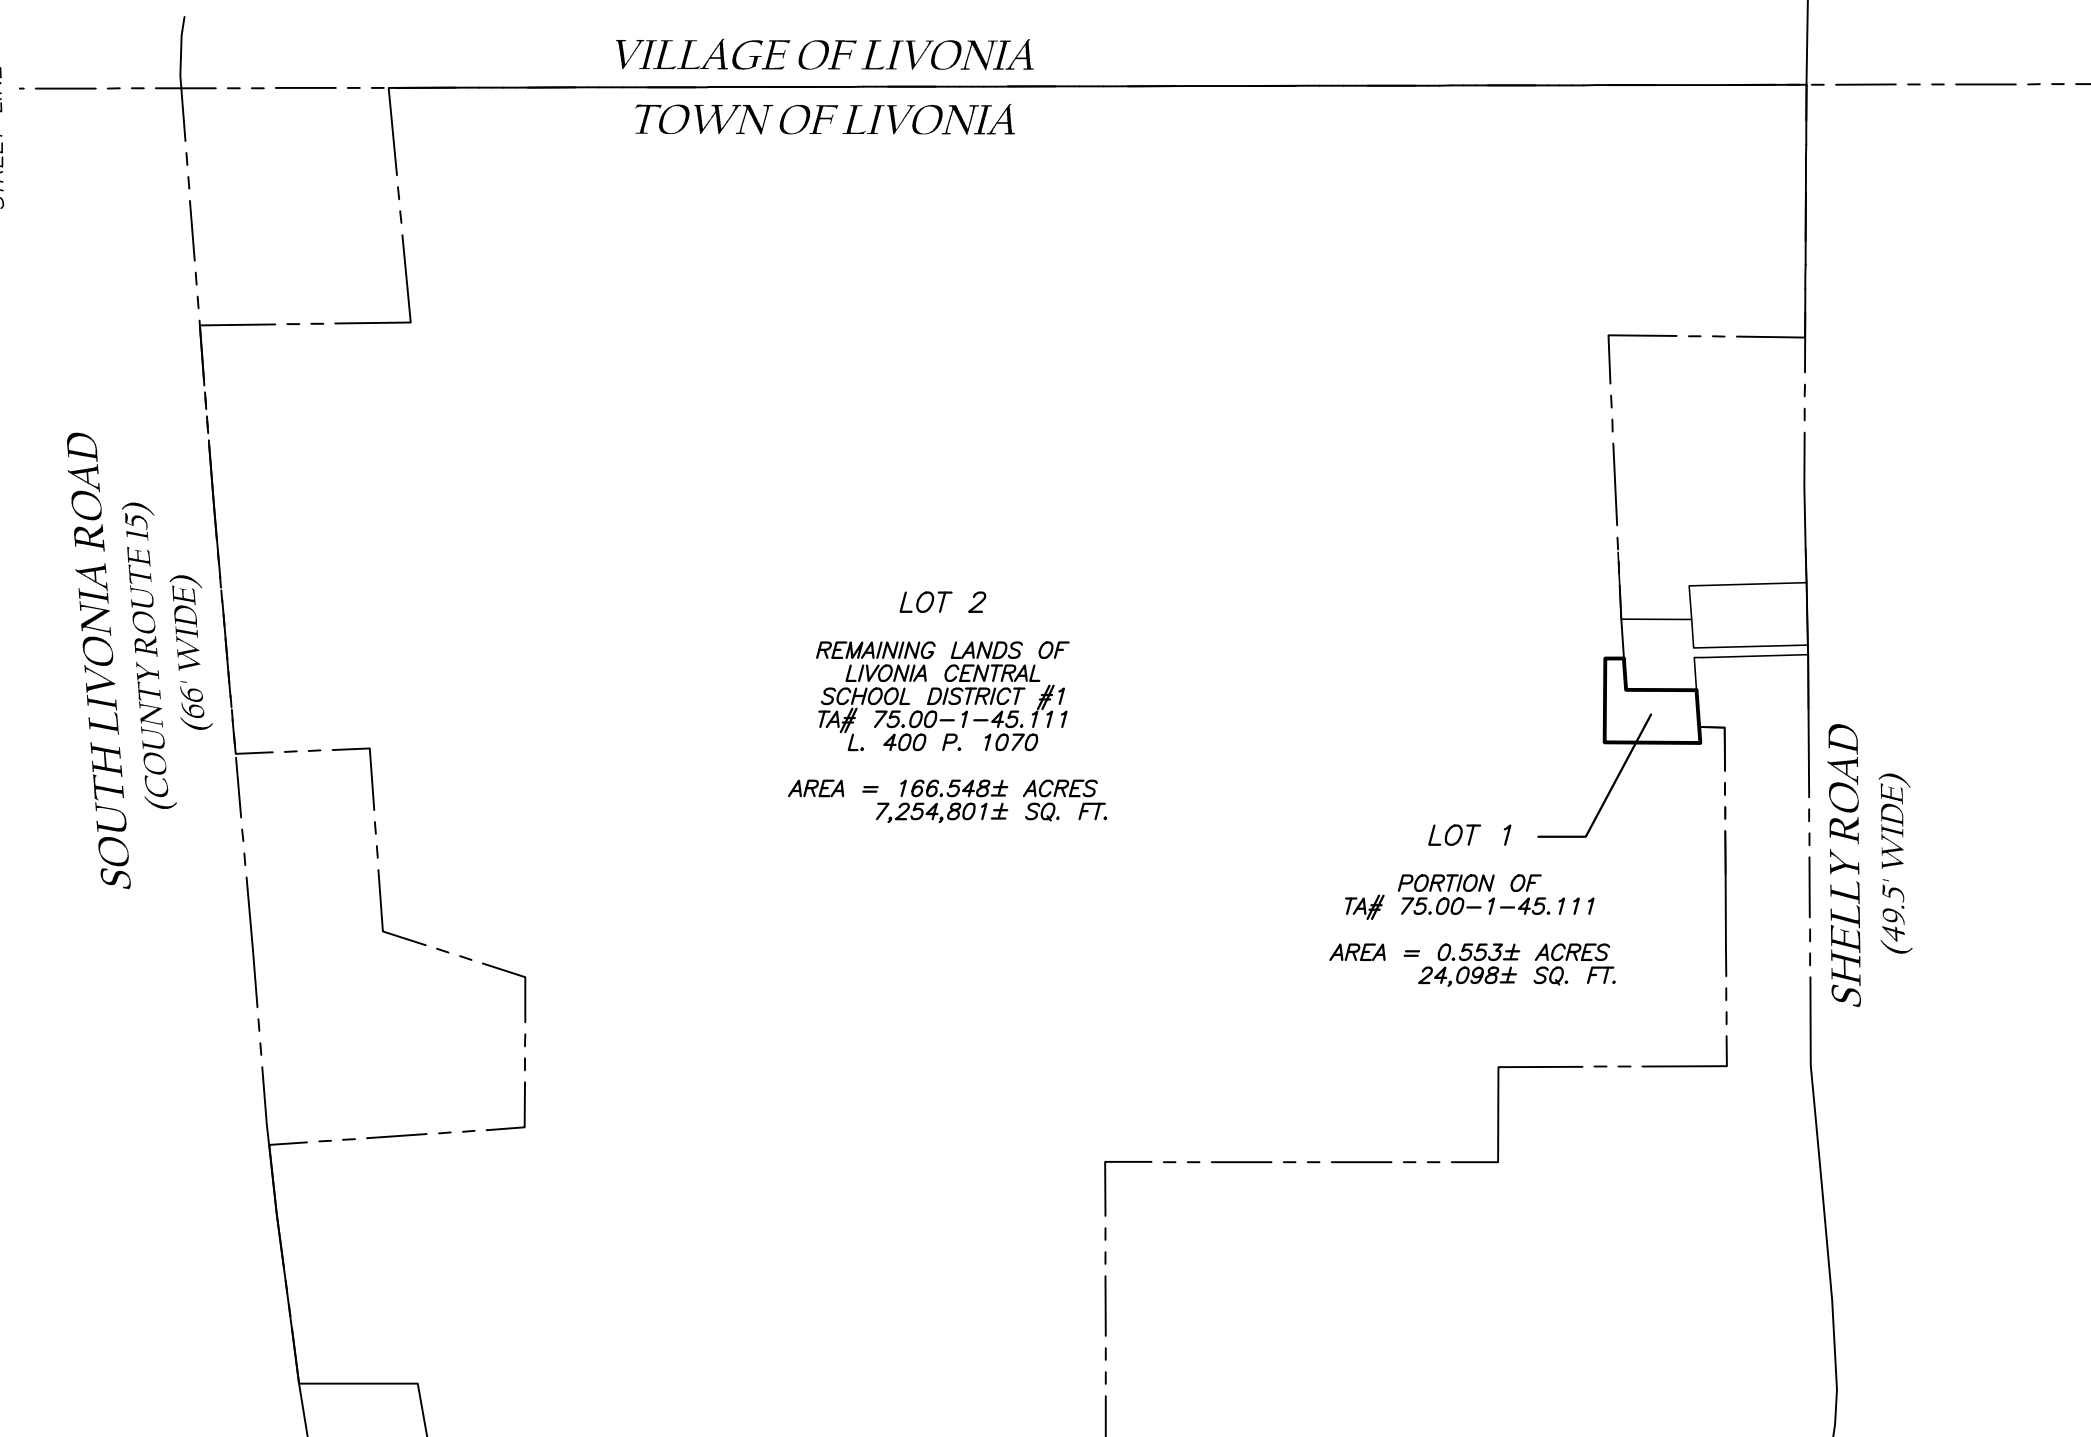 VILLAGE OF LIVONIA
TOWN OF LIVONIA
SOUTH LIVONIA ROAD
(COUNTY ROUTE 15)
(66' WIDE)
LOT 2
REMAINING LANDS OF
LIVONIA CENTRAL
SCHOOL DISTRICT #1
TA# 75.00-1-45.111
L. 400 P. 1070
AREA = 166.548± ACRES
7,254,801± SQ. FT.
LOT 1
PORTION OF
TA# 75.00-1-45.111
AREA = 0.553± ACRES
24,098± SQ. FT.
SHELLY ROAD
(49.5' WIDE)